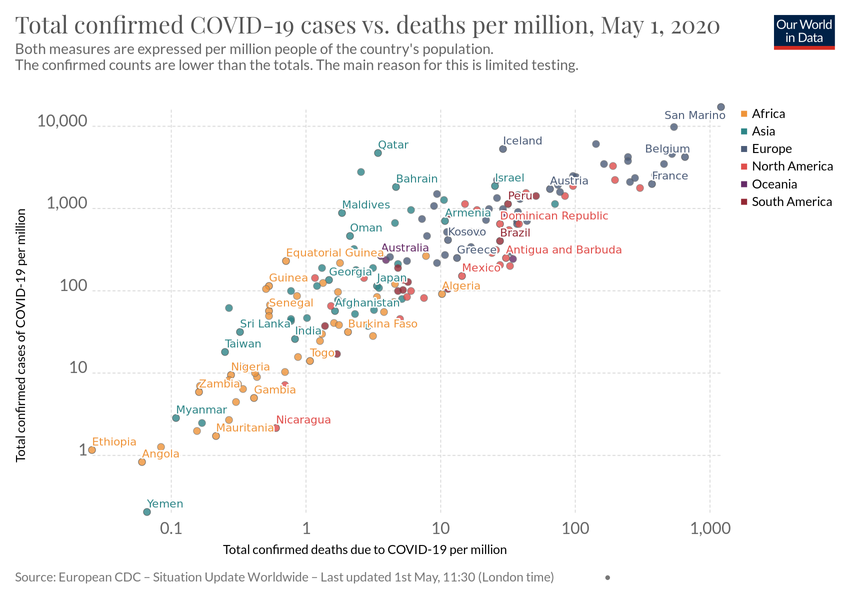 Total confirmed COVID-19 cases vs. deaths per million, May 1, 2020
Our World
in Data
Both measures are expressed per million people of the country's population.
The confirmed counts are lower than the totals. The main reason for this is limited testing.
10,000
1,000
100
10
1
Total confirmed cases of COVID-19 per million
San Marino
Iceland
Qatar
Belgium
Bahrain
Israel
Austria
France
Maldives
Peru
Armenia
Dominican Republic
Oman
Kosovo
Brazil
Australia
Greece
Antigua and Barbuda
Equatorial Guinea
Mexico
Guinea
Georgia
Japan
Algeria
Senegal
Afghanistan
Sri Lanka
India
Burkina Faso
Taiwan
Togo
Nigeria
Zambia
Gambia
Myanmar
Mauritania
Nicaragua
Ethiopia
Angola
Yemen
0.1
1
10
100
1,000
Total confirmed deaths due to COVID-19 per million
Africa
Asia
Europe
North America
Oceania
South America
Source: European CDC – Situation Update Worldwide – Last updated 1st May, 11:30 (London time)